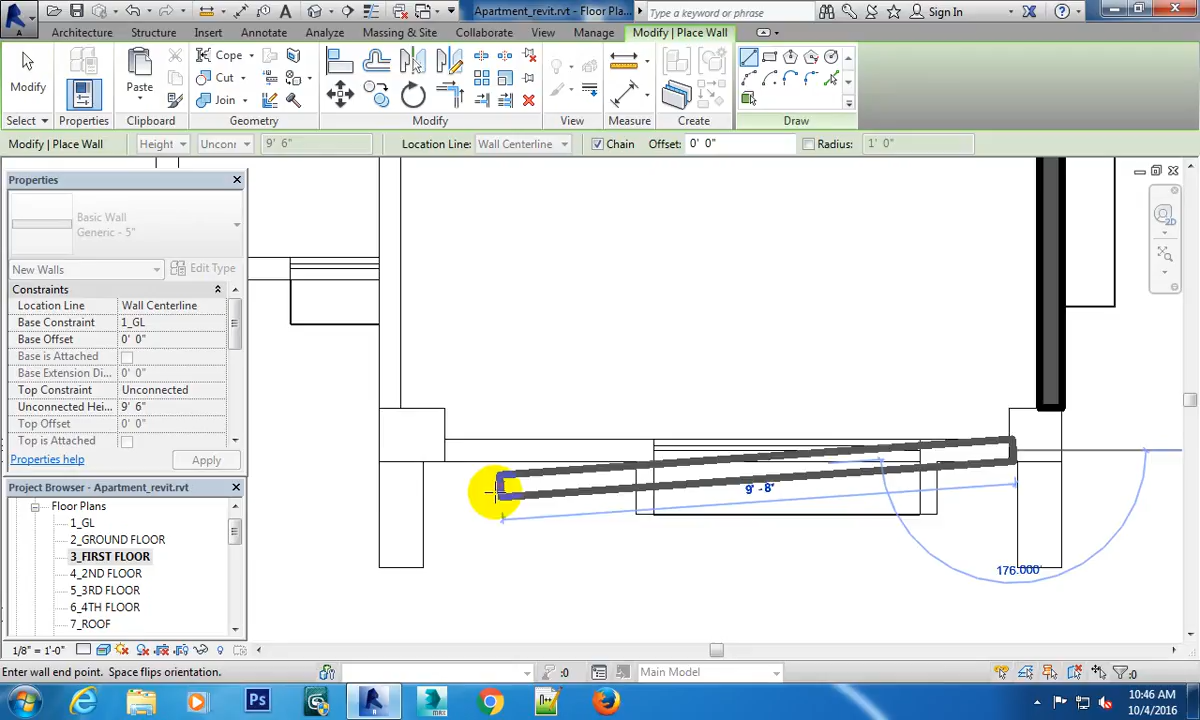 Apartment_revit.rvt - Floor Pla...
Type a keyword or phrase
Sign In
Architecture
Structure
Insert
Annotate
Analyze
Massing & Site
Collaborate
View
Manage
Modify | Place Wall
Modify
Paste
Cope
Cut
Join
Select
Properties
Clipboard
Geometry
Modify
View
Measure
Create
Draw
Modify | Place Wall
Height
Uncon
9' 6"
Location Line:
Wall Centerline
Chain
Offset:
0' 0"
Radius:
1' 0"
Properties
Basic Wall
Generic - 5"
New Walls
Edit Type
Constraints
Location Line
Wall Centerline
Base Constraint
1_GL
Base Offset
0' 0"
Base is Attached
Base Extension Di...
0' 0"
Top Constraint
Unconnected
Unconnected Hei...
9' 6"
Top Offset
0' 0"
Top is Attached
Properties help
Apply
Project Browser - Apartment_revit.rvt
Floor Plans
1_GL
2_GROUND FLOOR
3_FIRST FLOOR
4_2ND FLOOR
5_3RD FLOOR
6_4TH FLOOR
7_ROOF
9' - 8"
176.000°
2D
1/8" = 1'-0"
Enter wall end point. Space flips orientation.
:0
Main Model
:0
Ps
10:46 AM
10/4/2016